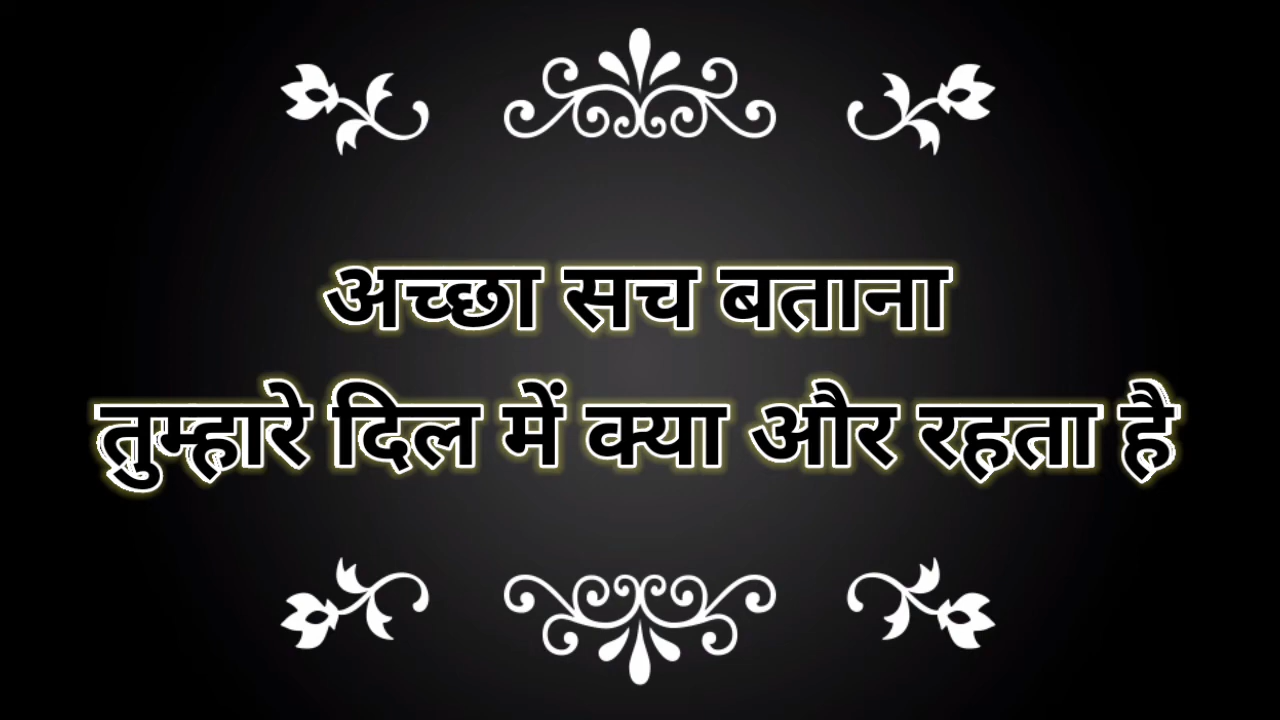 अच्छा सच बताना
तुम्हारे दिल में क्या और रहता है